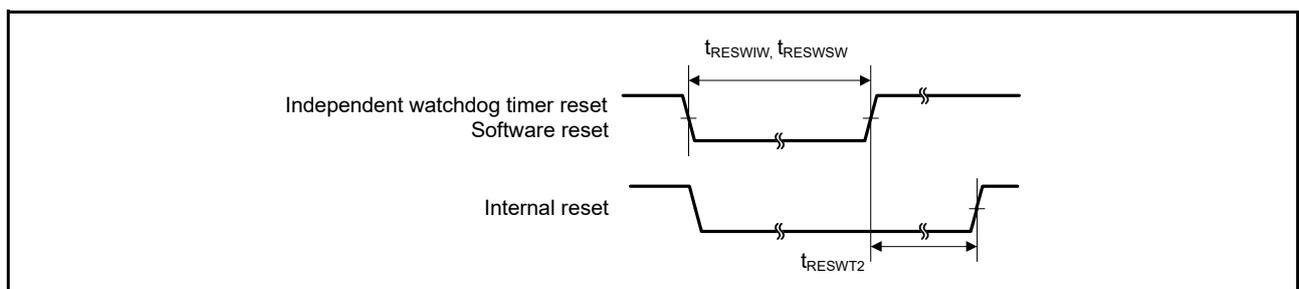 tRESWIW, tRESWSW
Independent watchdog timer reset
Software reset
Internal reset
tRESWT2